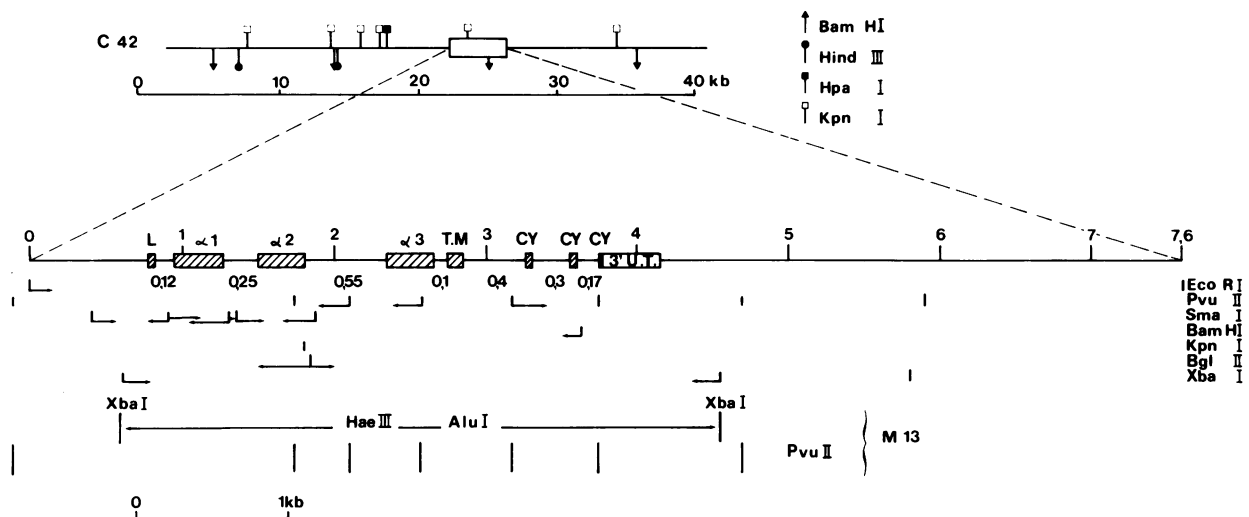 C 42
Bam HI
Hind III
Hpa I
Kpn I
0 10 20 30 40 kb
0 1 2 3 4 5 6 7 7,6
L α1 α2 α3 T.M CY CY CY
3' U.T.
0,12 0,25 0,55 0,1 0,4 0,3 0,17
Eco R I
Pvu II
Sma I
Bam HI
Kpn I
Bgl II
Xba I
Xba I Xba I
Hae III Alu I
M 13
Pvu II
0 1kb